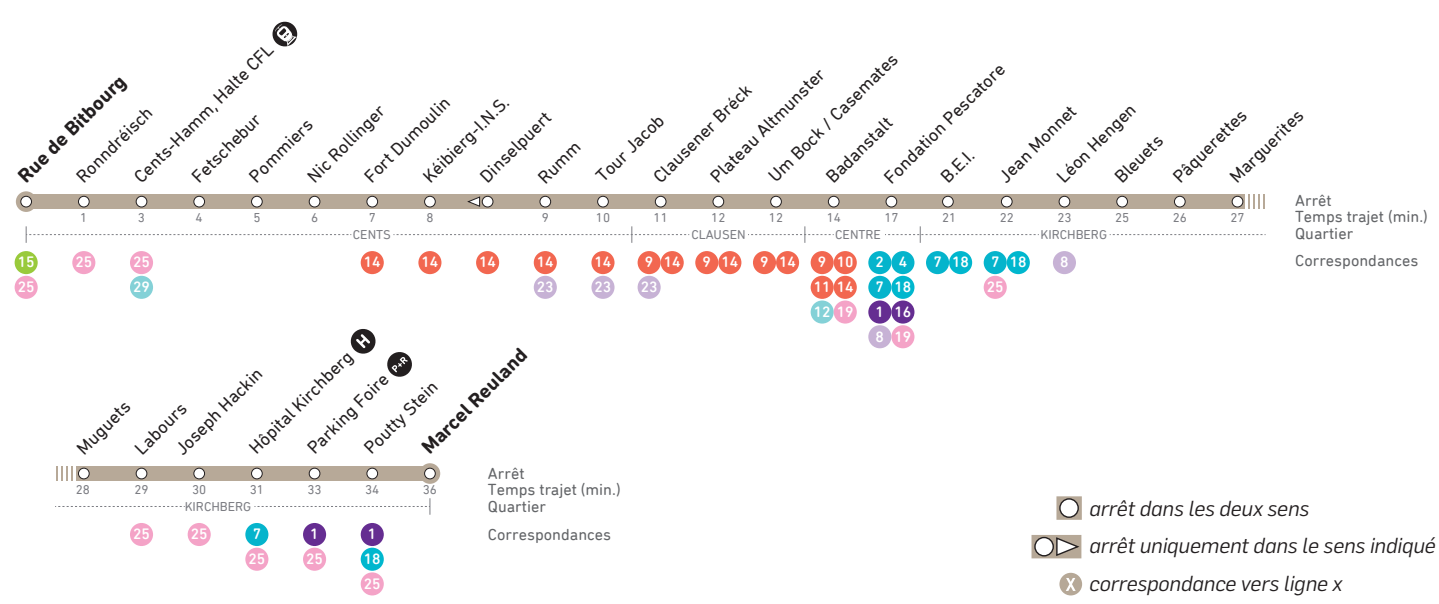 Rue de Bitbourg
Ronndréisch
Cents-Hamm, Halte CFL
Fetschebur
Pommiers
Nic Rollinger
Fort Dumoulin
Kéibierg-I.N.S.
Dinselpuert
Rumm
Tour Jacob
Clausener Bréck
Plateau Altmunster
Um Bock / Casemates
Badanstalt
Fondation Pescatore
B.E.I.
Jean Monnet
Léon Hengen
Bleuets
Pâquerettes
Marguerites
Arrêt
1 3 4 5 6 7 8 9 10 11 12 12 14 17 21 22 23 25 26 27 Temps trajet (min.)
CENTS CLAUSEN CENTRE KIRCHBERG Quartier
15 25 25 14 14 14 14 14 9 14 9 14 9 14 9 10 2 4 7 18 7 18 8 Correspondances
25 29 23 23 23 11 14 7 18 25
12 19 1 16
8 19
Muguets
Labours
Joseph Hackin
Hôpital Kirchberg H
Parking Foire P+R
Poutty Stein
Marcel Reuland
Arrêt
28 29 30 31 33 34 36 Temps trajet (min.)
KIRCHBERG Quartier
25 25 7 1 1 Correspondances
25 25 18
25
arrêt dans les deux sens
arrêt uniquement dans le sens indiqué
X correspondance vers ligne x